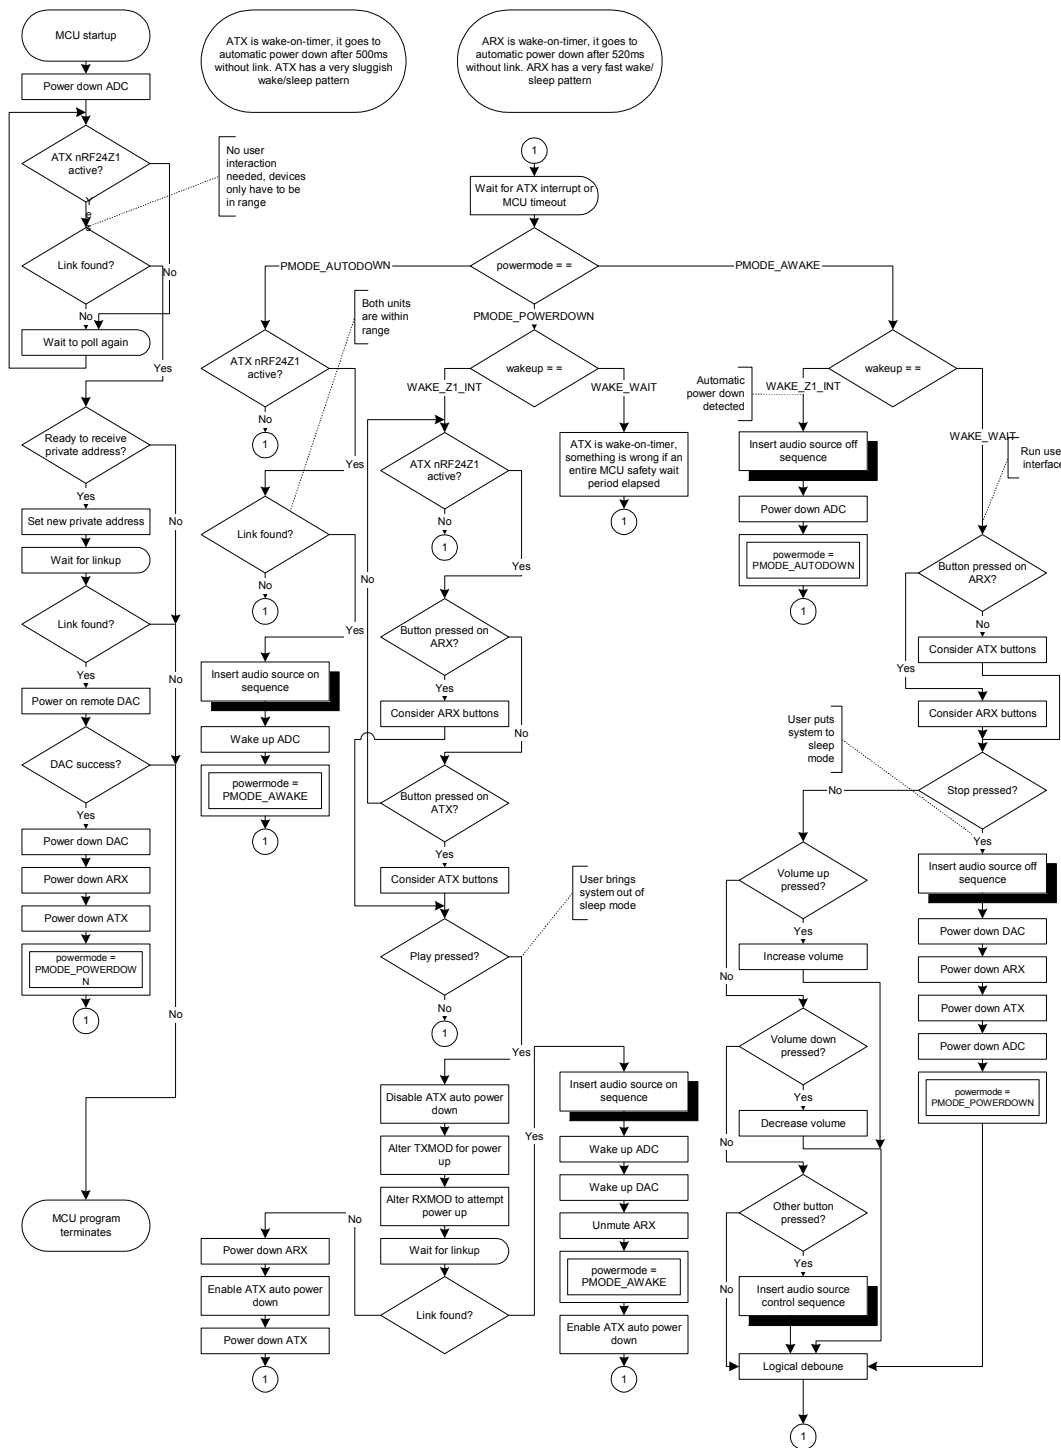 MCU startup
Power down ADC
ATX nRF24Z1
active?
Yes
No
Link found?
No
Wait to poll again
Yes
No user
interaction
needed, devices
only have to be
in range
Ready to receive
private address?
Yes
No
Set new private address
Wait for linkup
Link found?
Yes
No
Power on remote DAC
DAC success?
Yes
No
Power down DAC
Power down ARX
Power down ATX
powermode =
PMODE_POWERDOW
N
1
MCU program
terminates
ATX is wake-on-timer, it goes to
automatic power down after 500ms
without link. ATX has a very sluggish
wake/sleep pattern
ARX is wake-on-timer, it goes to
automatic power down after 520ms
without link. ARX has a very fast wake/
sleep pattern
1
Wait for ATX interrupt or
MCU timeout
powermode = =
PMODE_AUTODOWN
PMODE_POWERDOWN
PMODE_AWAKE
Both units
are within
range
ATX nRF24Z1
active?
No
1
Yes
Link found?
No
1
Yes
Insert audio source on
sequence
Wake up ADC
powermode =
PMODE_AWAKE
1
wakeup = =
WAKE_Z1_INT
WAKE_WAIT
ATX nRF24Z1
active?
No
1
Yes
ATX is wake-on-timer,
something is wrong if an
entire MCU safety wait
period elapsed
1
Button pressed on
ARX?
Yes
No
Consider ARX buttons
Button pressed on
ATX?
No
Yes
Consider ATX buttons
Play pressed?
No
1
Yes
User brings
system out of
sleep mode
Disable ATX auto power
down
Alter TXMOD for power
up
Alter RXMOD to attempt
power up
Wait for linkup
Link found?
No
Yes
Power down ARX
Enable ATX auto power
down
Power down ATX
1
Insert audio source on
sequence
Wake up ADC
Wake up DAC
Unmute ARX
powermode =
PMODE_AWAKE
Enable ATX auto power
down
1
wakeup = =
WAKE_Z1_INT
WAKE_WAIT
Automatic
power down
detected
Insert audio source off
sequence
Power down ADC
powermode =
PMODE_AUTODOWN
1
Run use
interface
Button pressed on
ARX?
No
Yes
Consider ATX buttons
Consider ARX buttons
User puts
system to
sleep
mode
Stop pressed?
No
Yes
Insert audio source off
sequence
Power down DAC
Power down ARX
Power down ATX
Power down ADC
powermode =
PMODE_POWERDOWN
Volume up
pressed?
Yes
No
Increase volume
Volume down
pressed?
Yes
No
Decrease volume
Other button
pressed?
Yes
No
Insert audio source
control sequence
Logical deboune
1